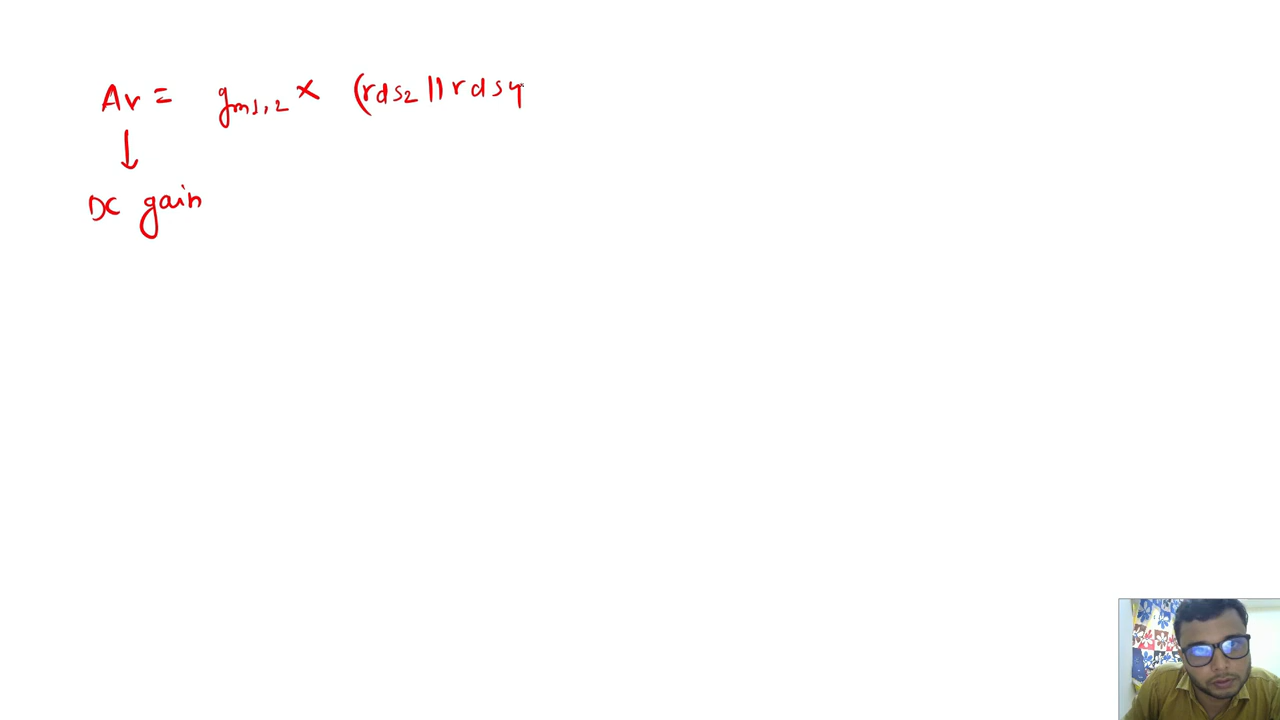 Av = gm1,2 × (rds2 || rds4
↓
DC gain